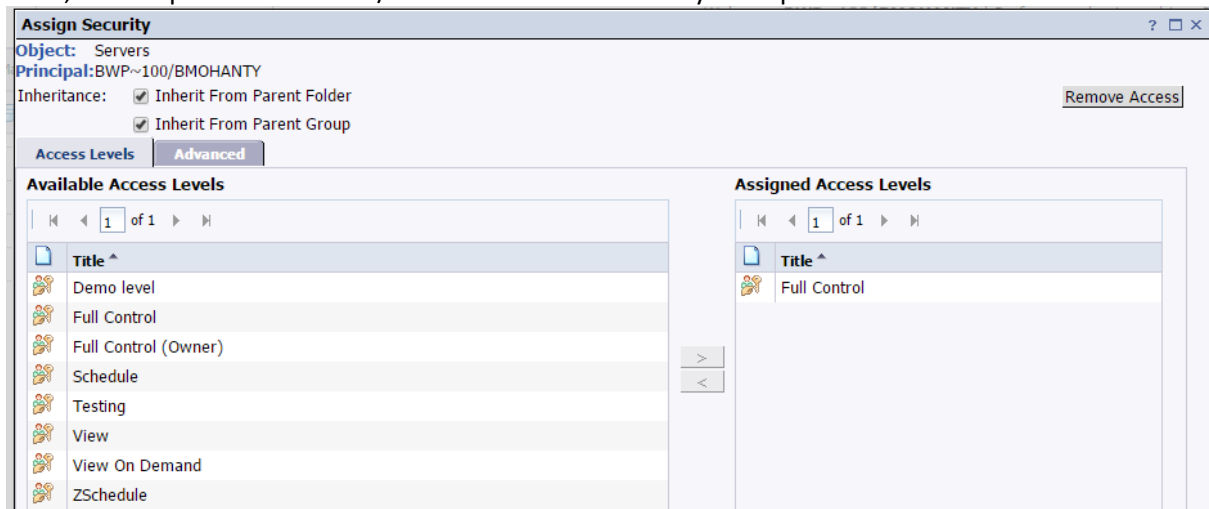 Assign Security
? □ X
Object: Servers
Principal:BWP~100/BMOHANTY
Inheritance: Inherit From Parent Folder
Remove Access
Inherit From Parent Group
Access Levels Advanced
Available Access Levels
1 of 1
Title
Demo level
Full Control
Full Control (Owner)
Schedule
Testing
View
View On Demand
ZSchedule
>
<
Assigned Access Levels
1 of 1
Title
Full Control